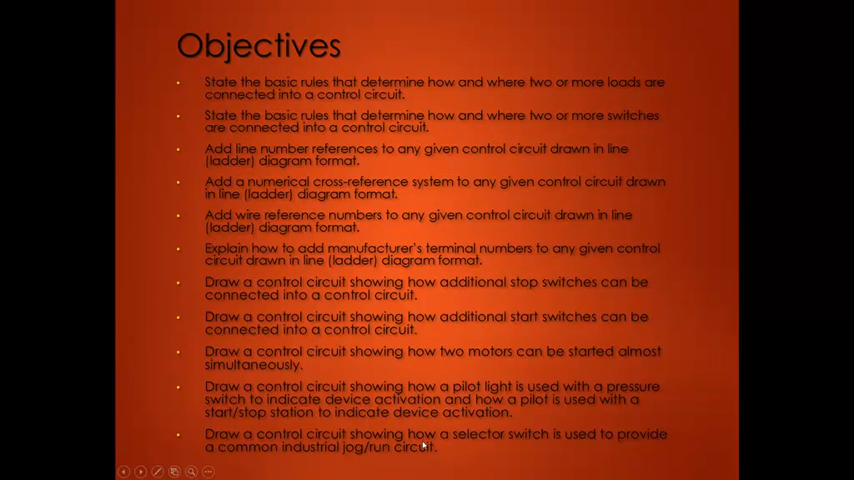 Objectives
• State the basic rules that determine how and where two or more loads are
connected into a control circuit.
• State the basic rules that determine how and where two or more switches
are connected into a control circuit.
• Add line number references to any given control circuit drawn in line
(ladder) diagram format.
• Add a numerical cross-reference system to any given control circuit drawn
in line (ladder) diagram format.
• Add wire reference numbers to any given control circuit drawn in line
(ladder) diagram format.
• Explain how to add manufacturer's terminal numbers to any given control
circuit drawn in line (ladder) diagram format.
• Draw a control circuit showing how additional stop switches can be
connected into a control circuit.
• Draw a control circuit showing how additional start switches can be
connected into a control circuit.
• Draw a control circuit showing how two motors can be started almost
simultaneously.
• Draw a control circuit showing how a pilot light is used with a pressure
switch to indicate device activation and how a pilot is used with a
start/stop station to indicate device activation.
• Draw a control circuit showing how a selector switch is used to provide
a common industrial jog/run circuit.